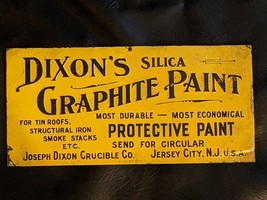 DIXON'S SILICA
GRAPHITE PAINT
MOST DURABLE — MOST ECONOMICAL
FOR TIN ROOFS,
STRUCTURAL IRON
SMOKE STACKS
ETC.
PROTECTIVE PAINT
SEND FOR CIRCULAR
JOSEPH DIXON CRUCIBLE CO. JERSEY CITY, N.J. U.S.A.